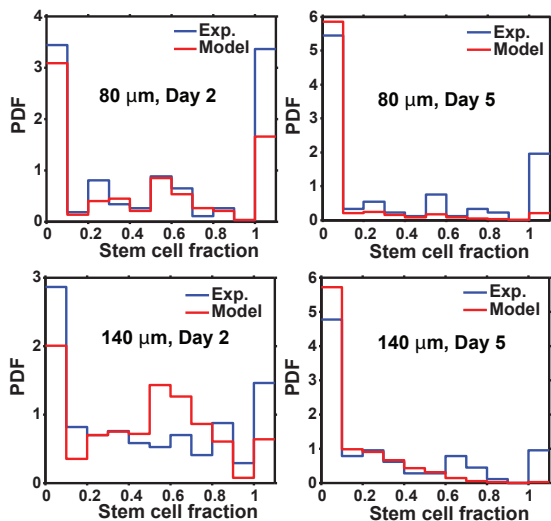 4
3
2
1
0
PDF
Exp.
Model
80 μm, Day 2
0 0.2 0.4 0.6 0.8 1
Stem cell fraction
6
5
4
3
2
1
0
PDF
Exp.
Model
80 μm, Day 5
0 0.2 0.4 0.6 0.8 1
Stem cell fraction
3
2
1
0
PDF
Exp.
Model
140 μm, Day 2
0 0.2 0.4 0.6 0.8 1
Stem cell fraction
6
5
4
3
2
1
0
PDF
Exp.
Model
140 μm, Day 5
0 0.2 0.4 0.6 0.8 1
Stem cell fraction